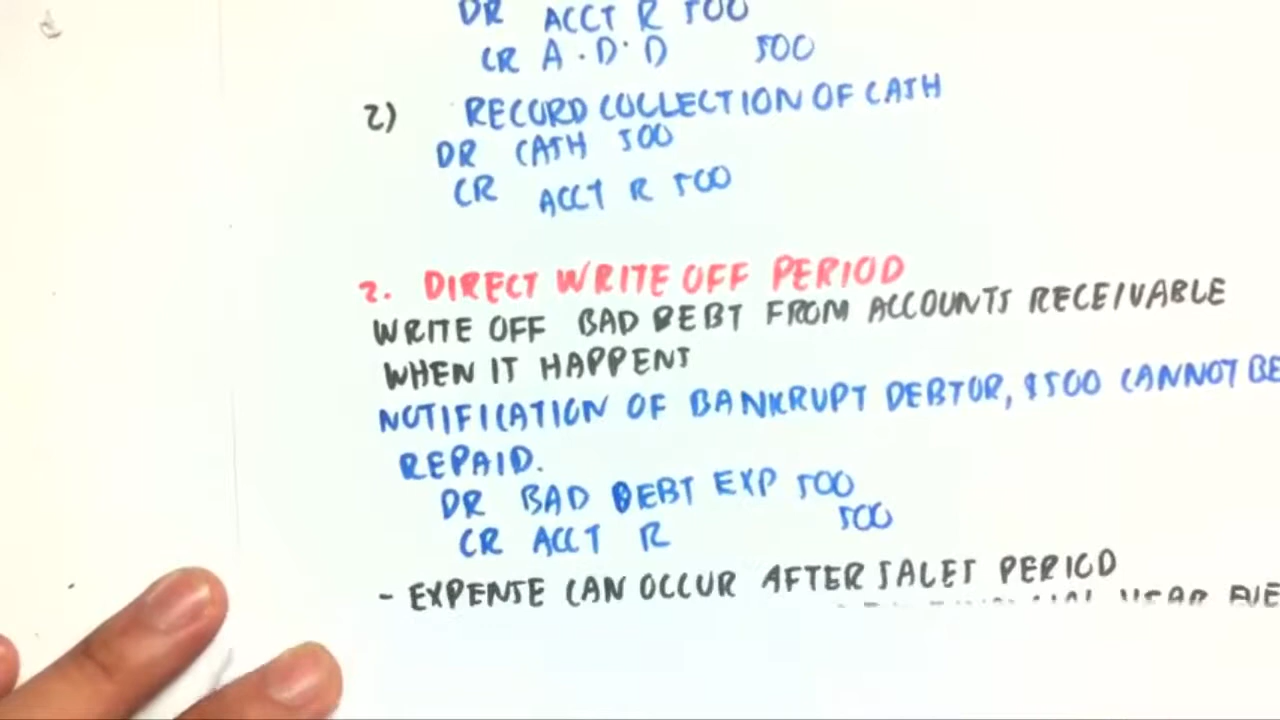 DR ACCT R 500
CR A.D.D 500
2) RECORD COLLECTION OF CASH
DR CASH 500
CR ACCT R 500
2. DIRECT WRITE OFF PERIOD
WRITE OFF BAD DEBT FROM ACCOUNTS RECEIVABLE
WHEN IT HAPPENS
NOTIFICATION OF BANKRUPT DEBTOR, $500 CANNOT BE
REPAID.
DR BAD DEBT EXP 500
CR ACCT R 500
- EXPENSE CAN OCCUR AFTER SALES PERIOD
YEAR